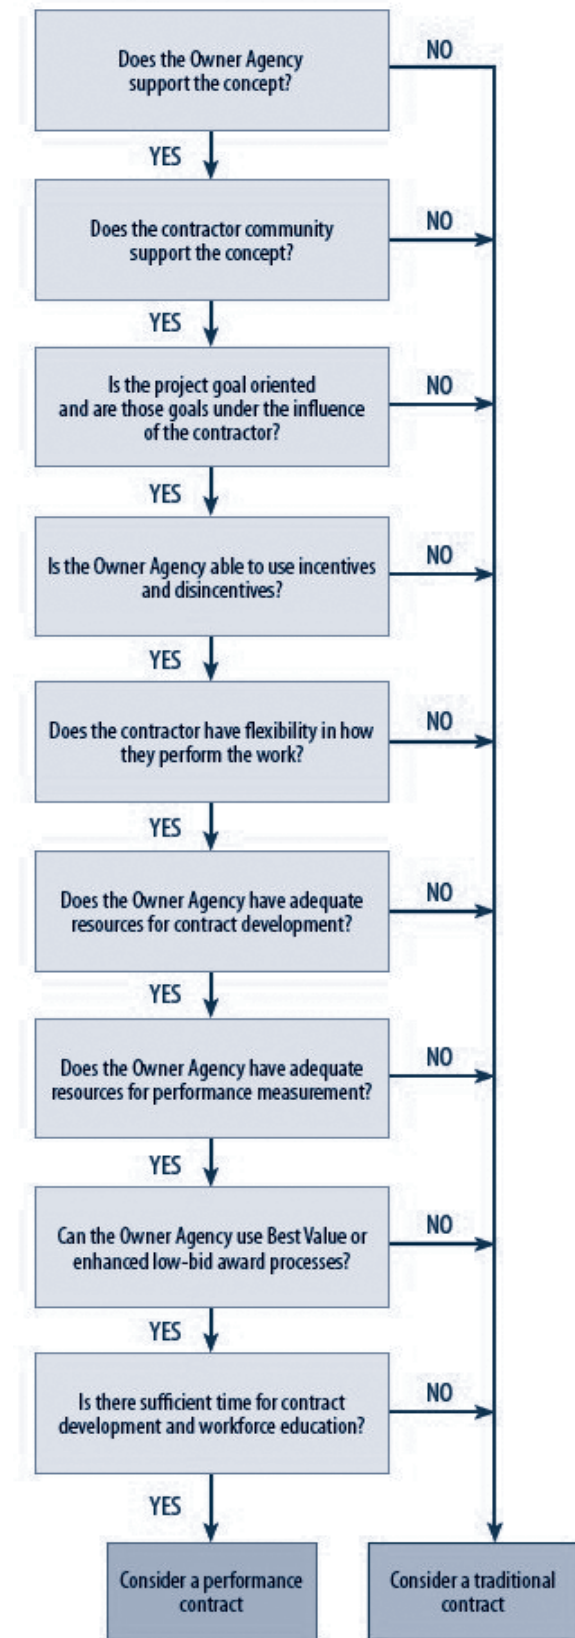 Does the Owner Agency
support the concept?
NO
YES
Does the contractor community
support the concept?
NO
YES
Is the project goal oriented
and are those goals under the influence
of the contractor?
NO
YES
Is the Owner Agency able to use incentives
and disincentives?
NO
YES
Does the contractor have flexibility in how
they perform the work?
NO
YES
Does the Owner Agency have adequate
resources for contract development?
NO
YES
Does the Owner Agency have adequate
resources for performance measurement?
NO
YES
Can the Owner Agency use Best Value or
enhanced low-bid award processes?
NO
YES
Is there sufficient time for contract
development and workforce education?
NO
YES
Consider a performance
contract
Consider a traditional
contract